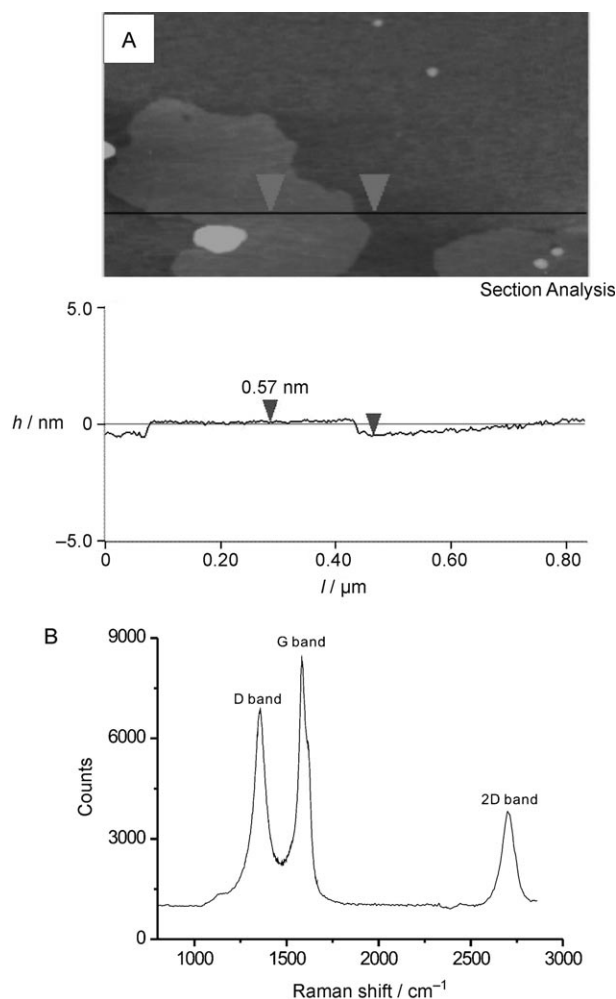 A
Section Analysis
5.0
0.57 nm
h / nm
0
–5.0
0 0.20 0.40 0.60 0.80
l / µm
B
9000
G band
D band
6000
2D band
Counts
3000
0
1000 1500 2000 2500 3000
Raman shift / cm⁻¹